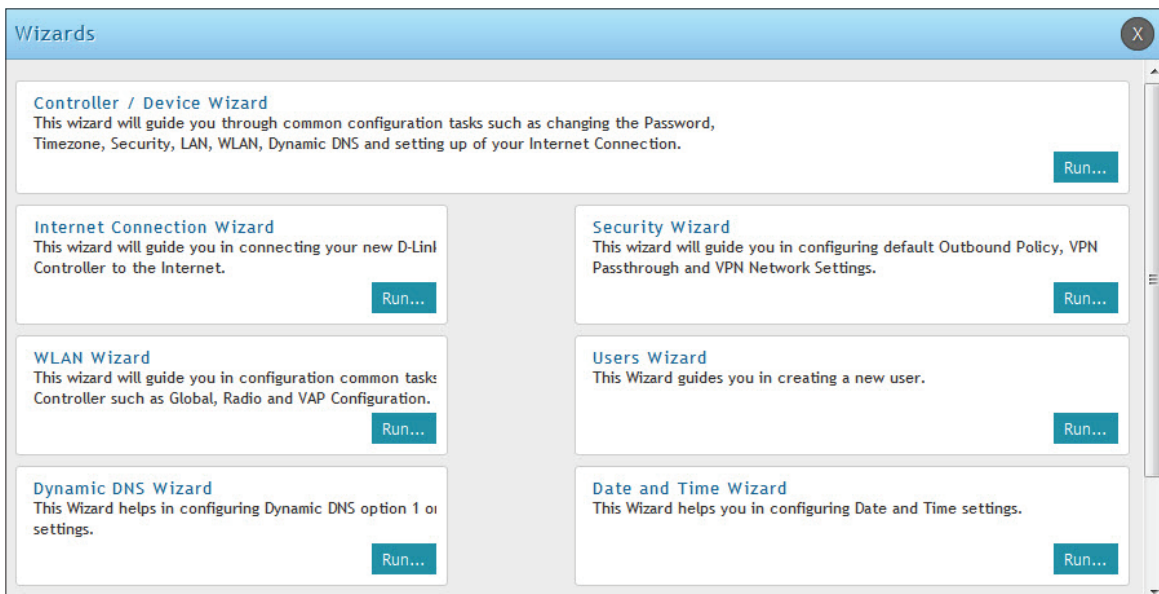 Wizards
X
Controller / Device Wizard
This wizard will guide you through common configuration tasks such as changing the Password,
Timezone, Security, LAN, WLAN, Dynamic DNS and setting up of your Internet Connection.
Run...
Internet Connection Wizard
This wizard will guide you in connecting your new
Controller to the Internet.
Run...
Security Wizard
This wizard will guide you in configuring default Outbound Policy, VPN
Passthrough and VPN Network Settings.
Run...
WLAN Wizard
This wizard will guide you in configuration common tasks
Controller such as Global, Radio and VAP Configuration.
Run...
Users Wizard
This Wizard guides you in creating a new user.
Run...
Dynamic DNS Wizard
This Wizard helps in configuring Dynamic DNS option 1
settings.
Run...
Date and Time Wizard
This Wizard helps you in configuring Date and Time settings.
Run...